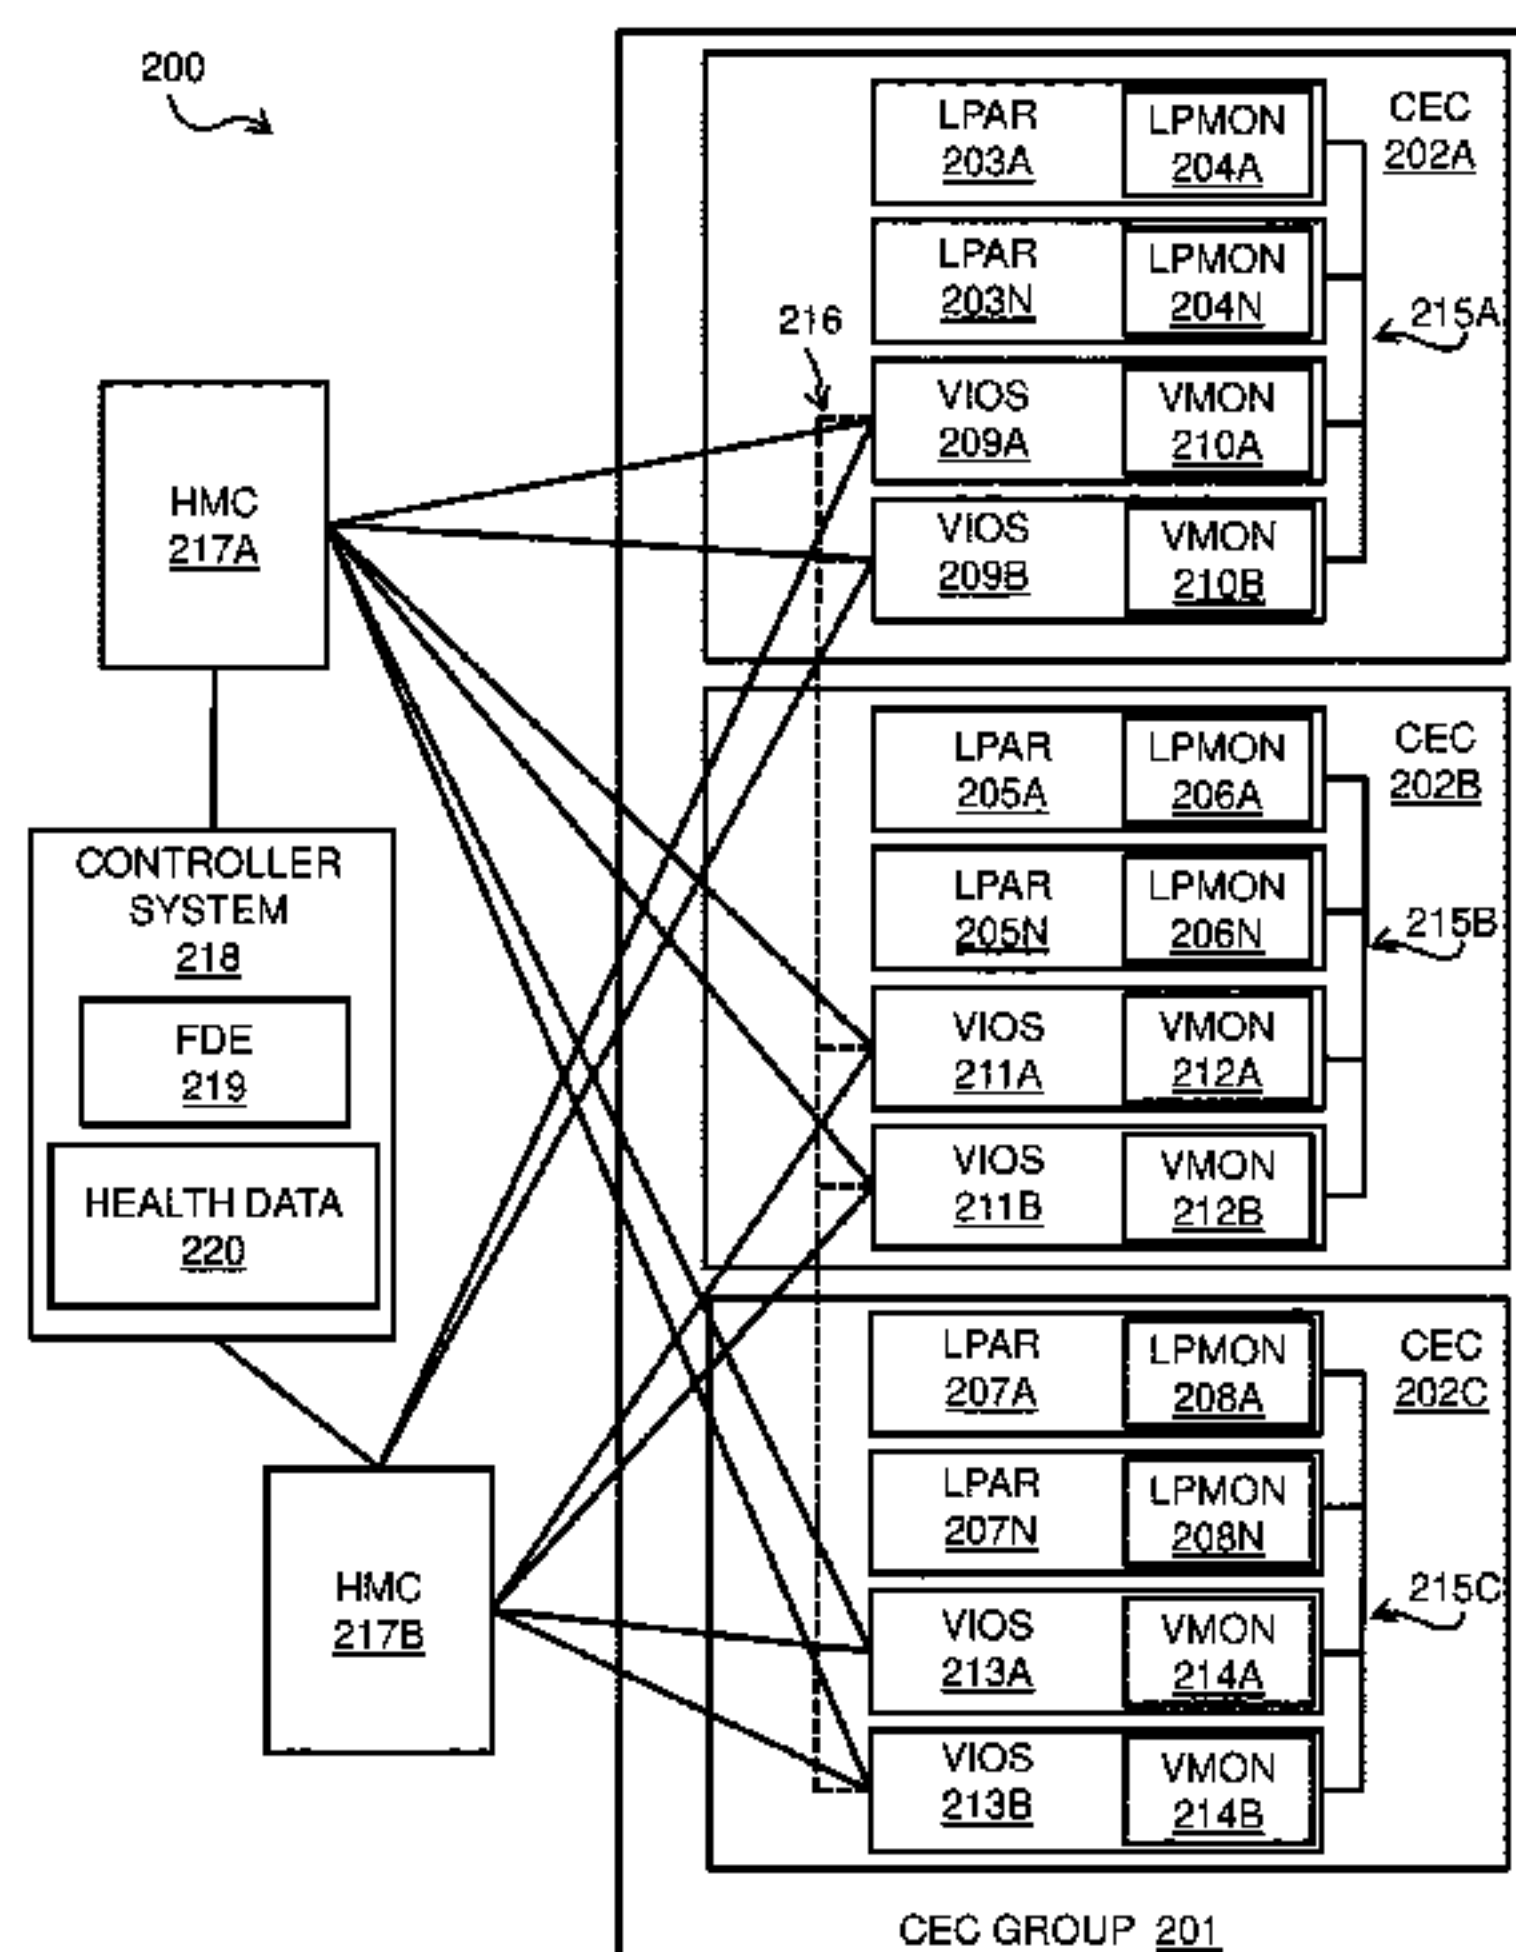 200
LPAR
203A
LPMON
204A
CEC
202A
LPAR
203N
LPMON
204N
215A
216
VIOS
209A
VMON
210A
VIOS
209B
VMON
210B
HMC
217A
LPAR
205A
LPMON
206A
CEC
202B
LPAR
205N
LPMON
206N
215B
VIOS
211A
VMON
212A
VIOS
211B
VMON
212B
CONTROLLER
SYSTEM
218
FDE
219
HEALTH DATA
220
LPAR
207A
LPMON
208A
CEC
202C
LPAR
207N
LPMON
208N
215C
VIOS
213A
VMON
214A
VIOS
213B
VMON
214B
HMC
217B
CEC GROUP 201